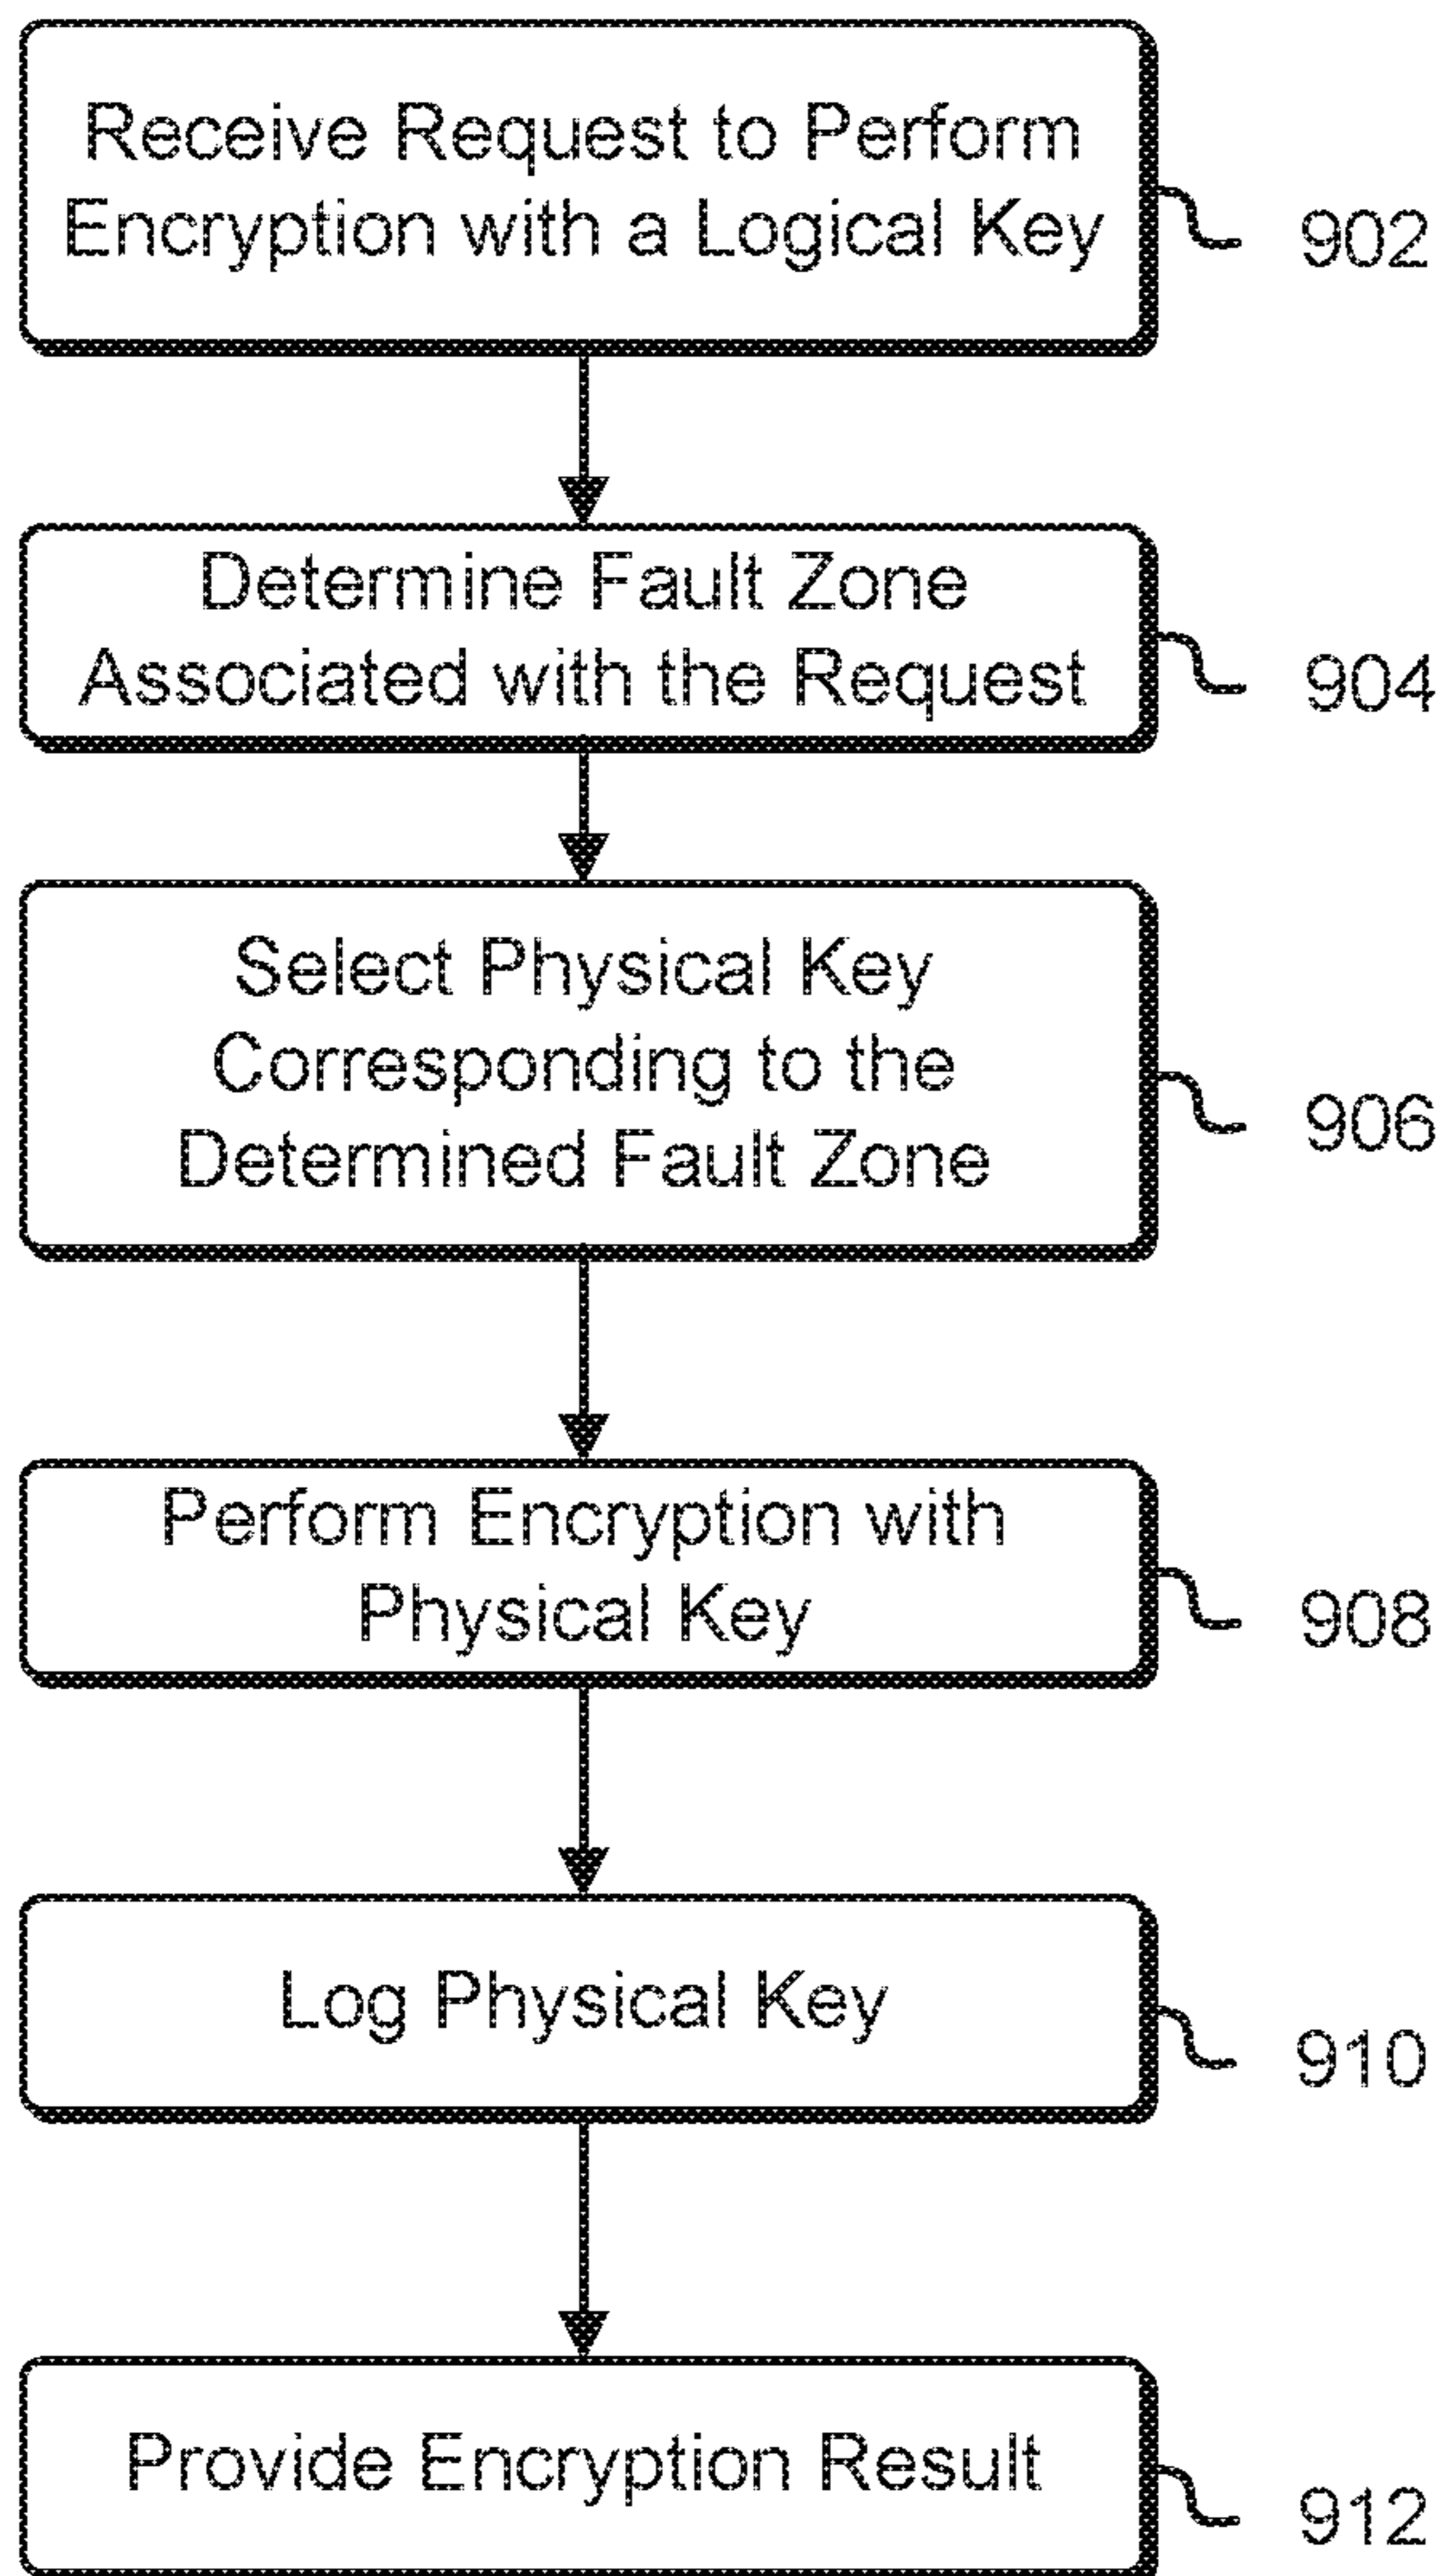 Receive Request to Perform
Encryption with a Logical Key
902
Determine Fault Zone
Associated with the Request
904
Select Physical Key
Corresponding to the
Determined Fault Zone
906
Perform Encryption with
Physical Key
908
Log Physical Key
910
Provide Encryption Result
912